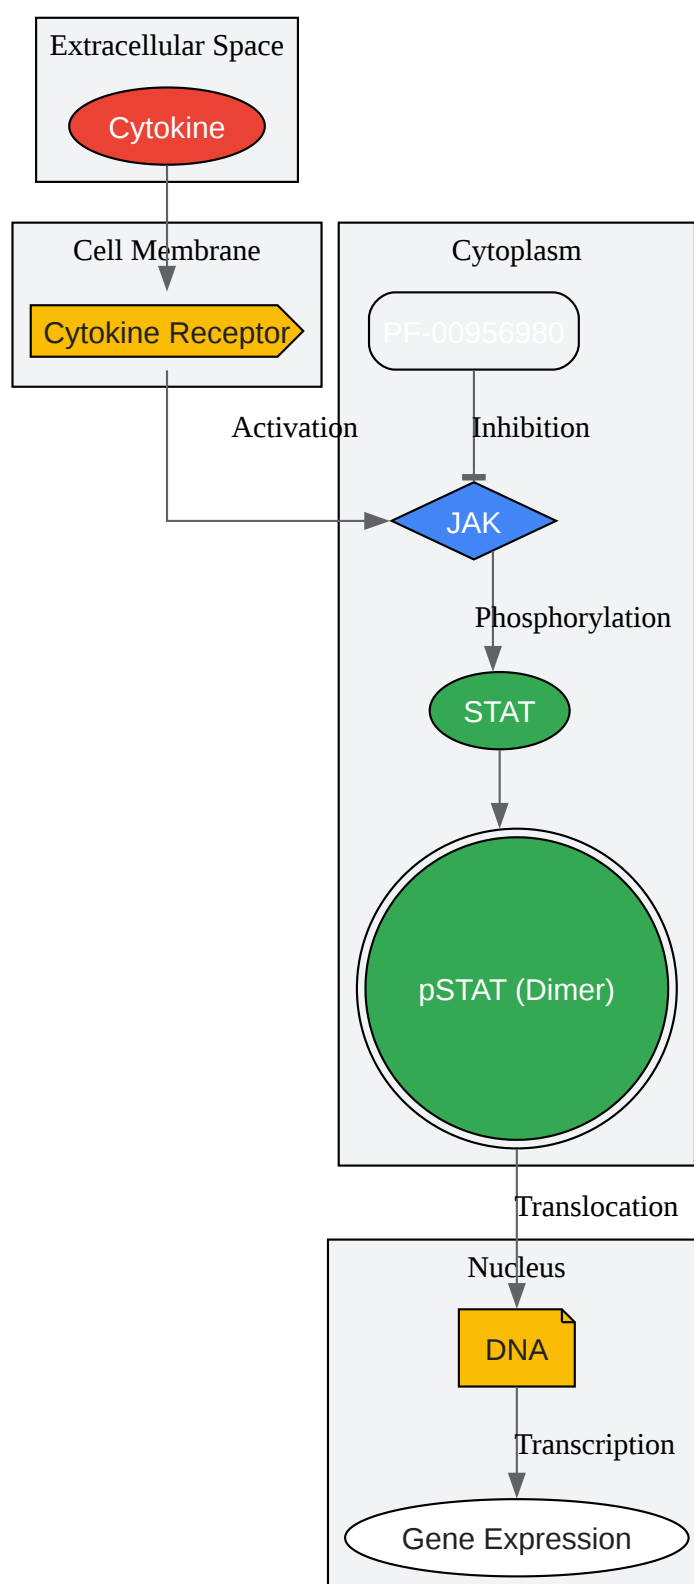 Extracellular Space
Cytokine
Cell Membrane
Cytokine Receptor
Cytoplasm
PF-00956980
Activation
Inhibition
JAK
Phosphorylation
STAT
pSTAT (Dimer)
Translocation
Nucleus
DNA
Transcription
Gene Expression